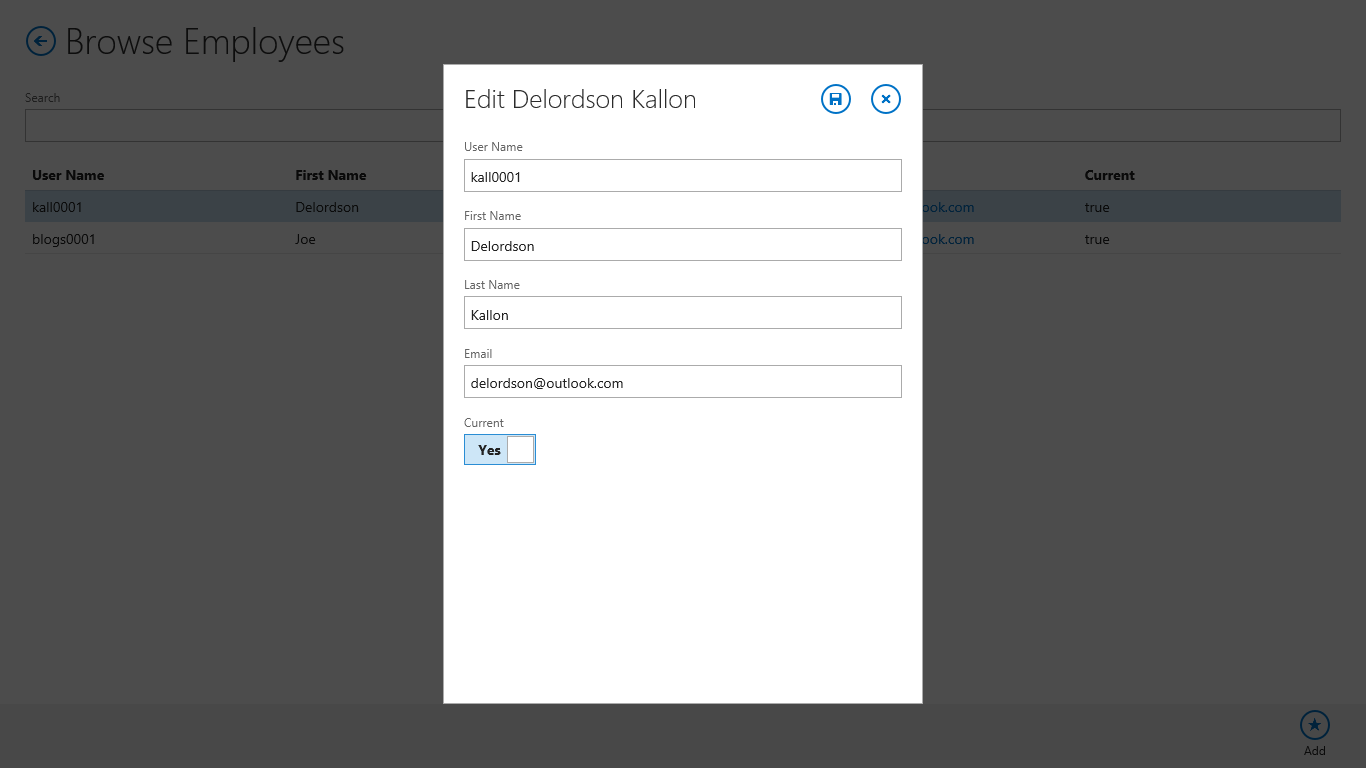 Browse Employees
Search
User Name First Name Current
kall0001 Delordson ook.com true
blogs0001 Joe ook.com true
Edit Delordson Kallon
User Name
kall0001
First Name
Delordson
Last Name
Kallon
Email
delordson@outlook.com
Current
Yes
Add